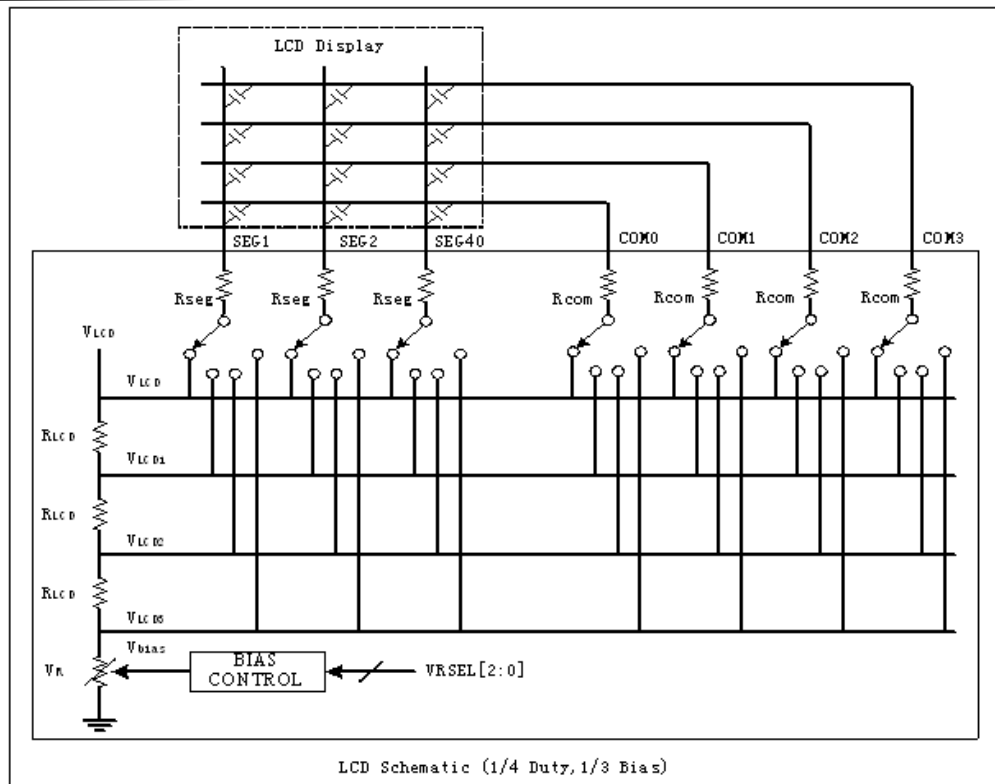 LCD Display
SEG1 SEG2 SEG40 COM0 COM1 COM2 COM3
Rseg Rseg Rseg Rcom Rcom Rcom Rcom
VLCD
VLCD
RLCD
VLCD1
RLCD
VLCD2
RLCD
VLCD3
Vbias
VR
BIAS
CONTROL
VRSEL[2:0]
LCD Schematic (1/4 Duty,1/3 Bias)